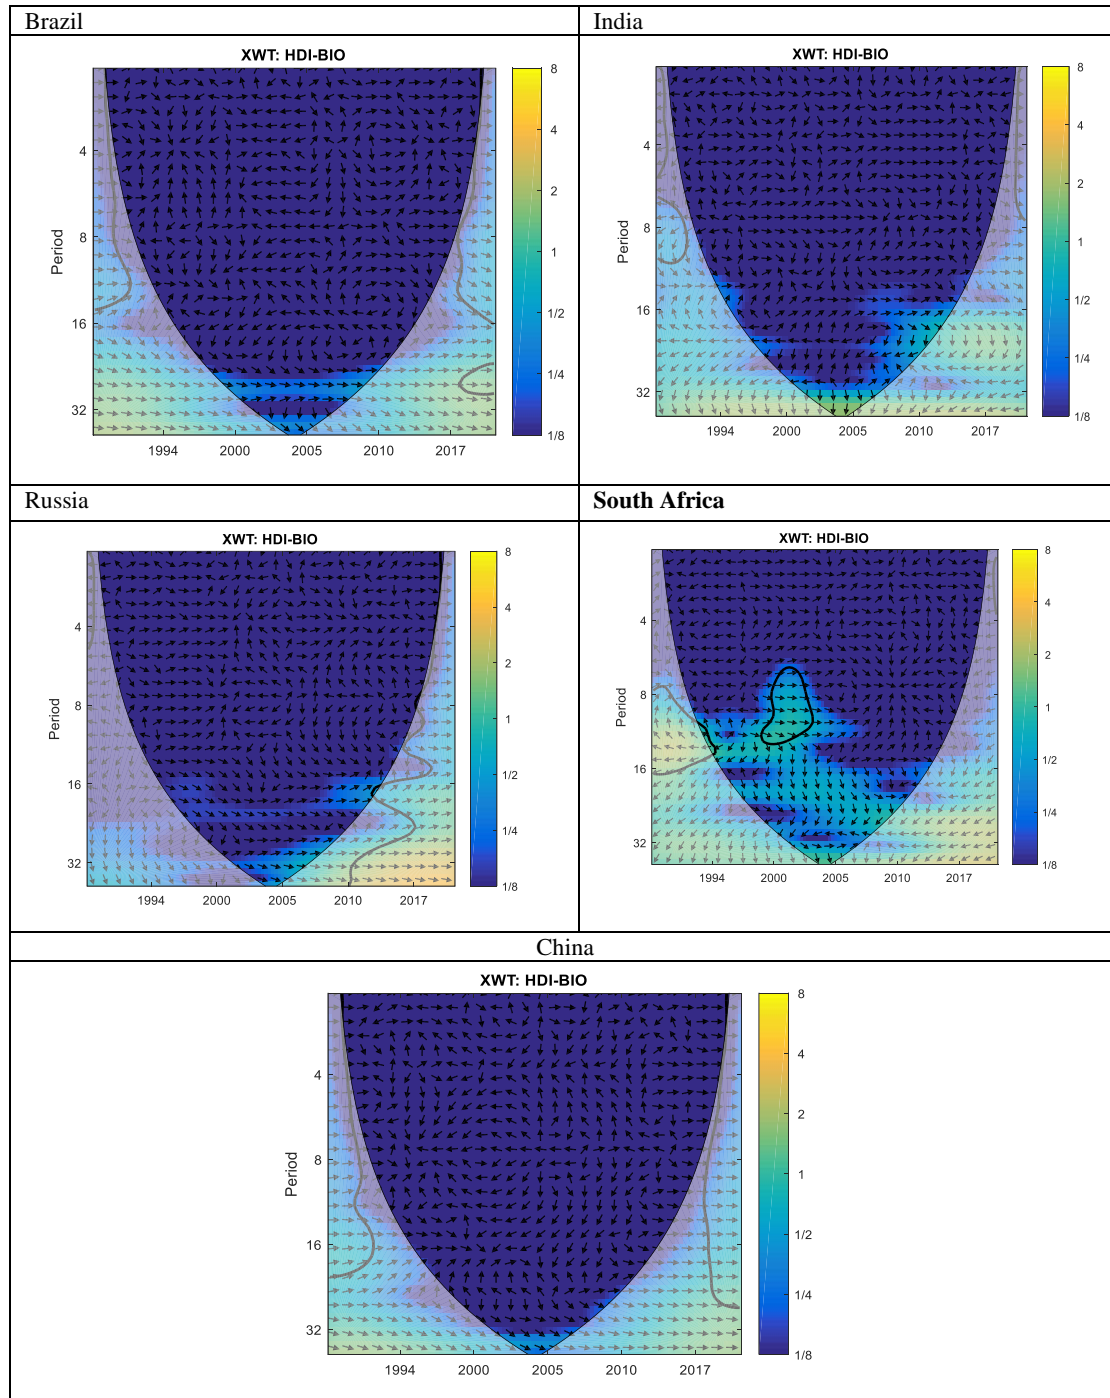 Brazil
India
XWT: HDI-BIO
Period
4
8
16
32
1994 2000 2005 2010 2017
8
4
2
1
1/2
1/4
1/8
XWT: HDI-BIO
Period
4
8
16
32
1994 2000 2005 2010 2017
8
4
2
1
1/2
1/4
1/8
Russia
South Africa
XWT: HDI-BIO
Period
4
8
16
32
1994 2000 2005 2010 2017
8
4
2
1
1/2
1/4
1/8
XWT: HDI-BIO
Period
4
8
16
32
1994 2000 2005 2010 2017
8
4
2
1
1/2
1/4
1/8
China
XWT: HDI-BIO
Period
4
8
16
32
1994 2000 2005 2010 2017
8
4
2
1
1/2
1/4
1/8